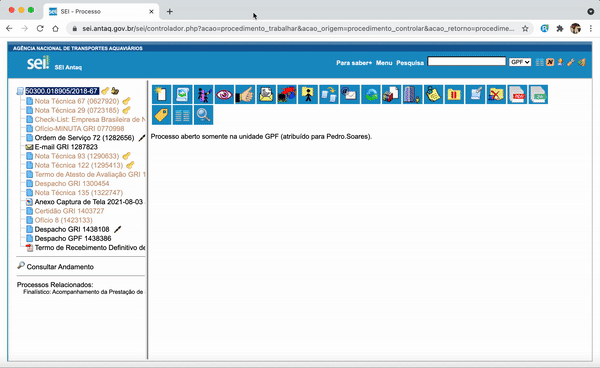 SEI - Processo
sei.antaq.gov.br/sei/controlador.php?acao=procedimento_trabalhar&acao_origem=procedimento_controlar&acao_retorno=procedime...
AGÊNCIA NACIONAL DE TRANSPORTES AQUAVIÁRIOS
sei! SEI Antaq
Para saber+ Menu Pesquisa GPF
50300.018905/2018-67
Nota Técnica 67 (0627920)
Nota Técnica 29 (0723185)
Check-List: Empresa Brasileira de N
Ofício-MINUTA GRI 0770998
Ordem de Serviço 72 (1282656)
E-mail GRI 1287823
Nota Técnica 93 (1290633)
Nota Técnica 122 (1295413)
Termo de Atesto de Avaliação GRI 1
Despacho GRI 1300454
Nota Técnica 135 (1322747)
Anexo Captura de Tela 2021-08-03
Certidão GRI 1403727
Ofício 8 (1423133)
Despacho GRI 1438108
Despacho GPF 1438386
Termo de Recebimento Definitivo de
Consultar Andamento
Processos Relacionados:
Finalístico: Acompanhamento da Prestação de
Processo aberto somente na unidade GPF (atribuído para Pedro.Soares).